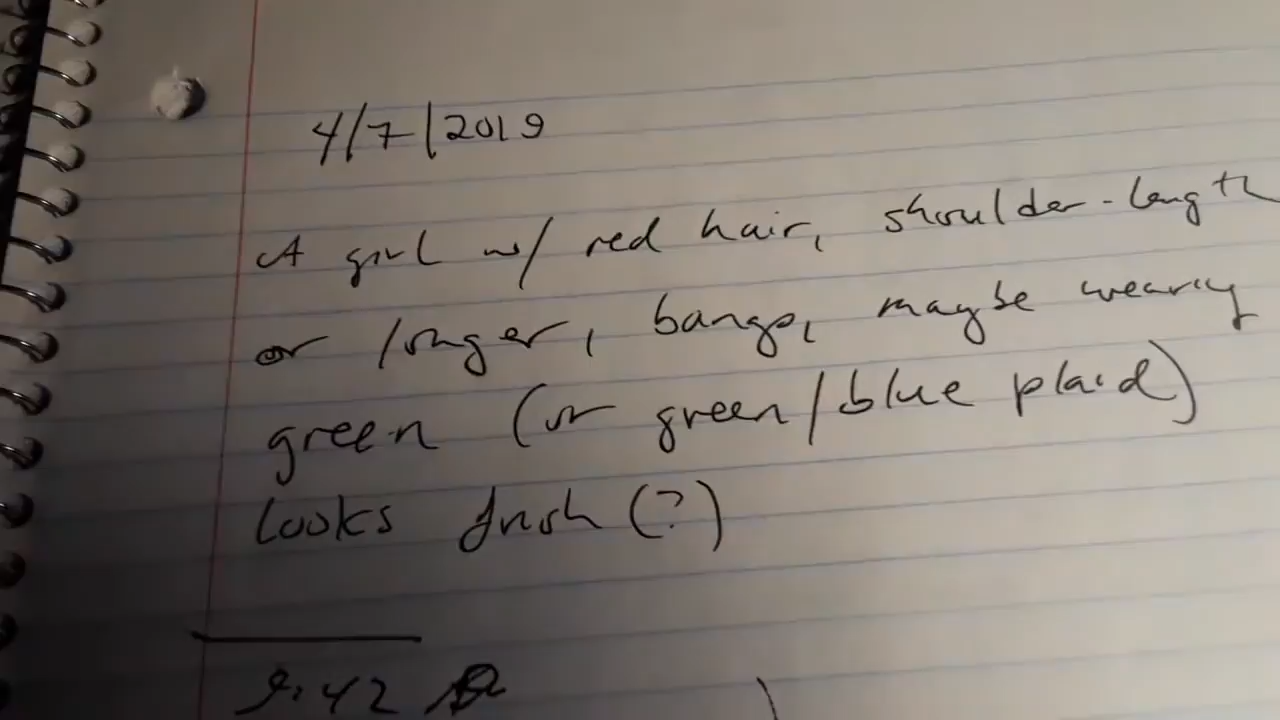 4/7/2019
A girl w/ red hair, shoulder-length
or longer, bangs, maybe wearing
green (or green/blue plaid)
looks Irish (?)
9:42